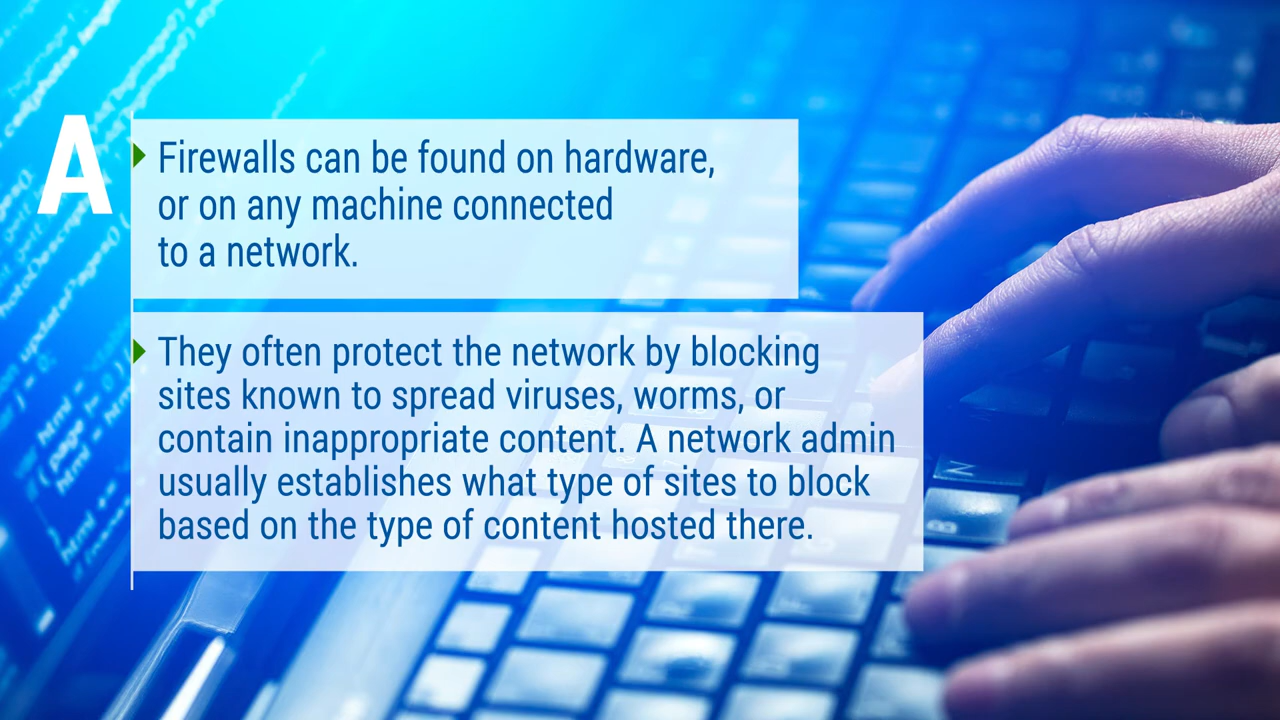 A
Firewalls can be found on hardware,
or on any machine connected
to a network.
They often protect the network by blocking
sites known to spread viruses, worms, or
contain inappropriate content. A network admin
usually establishes what type of sites to block
based on the type of content hosted there.